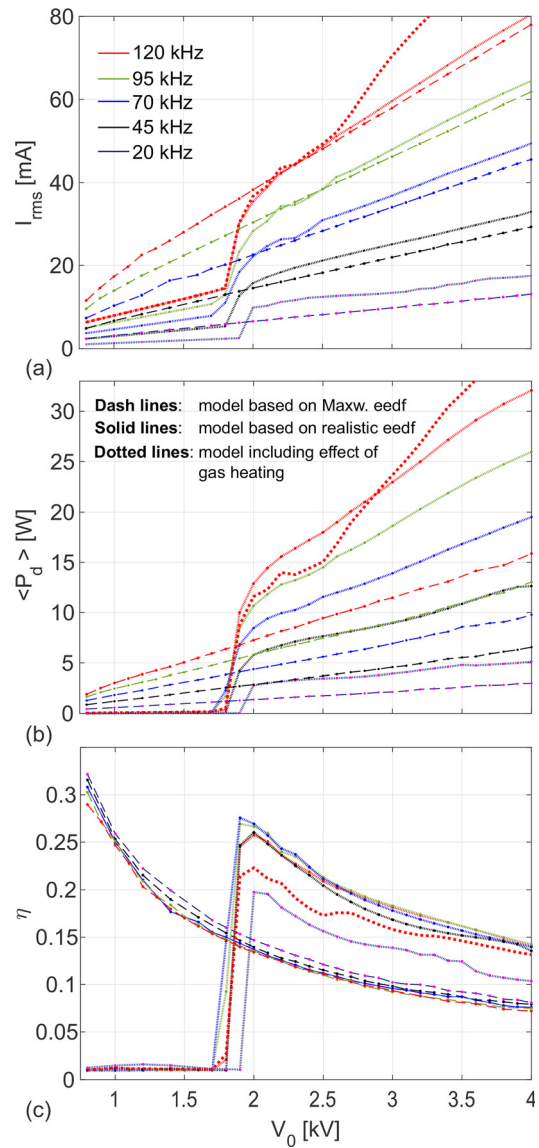 80
60
40
20
0
I_rms [mA]
120 kHz
95 kHz
70 kHz
45 kHz
20 kHz
(a)
30
25
20
15
10
5
0
<P_d > [W]
Dash lines: model based on Maxw. eedf
Solid lines: model based on realistic eedf
Dotted lines: model including effect of
gas heating
(b)
0.3
0.25
0.2
0.15
0.1
0.05
0
η
1
1.5
2
2.5
3
3.5
4
(c)
V_0 [kV]